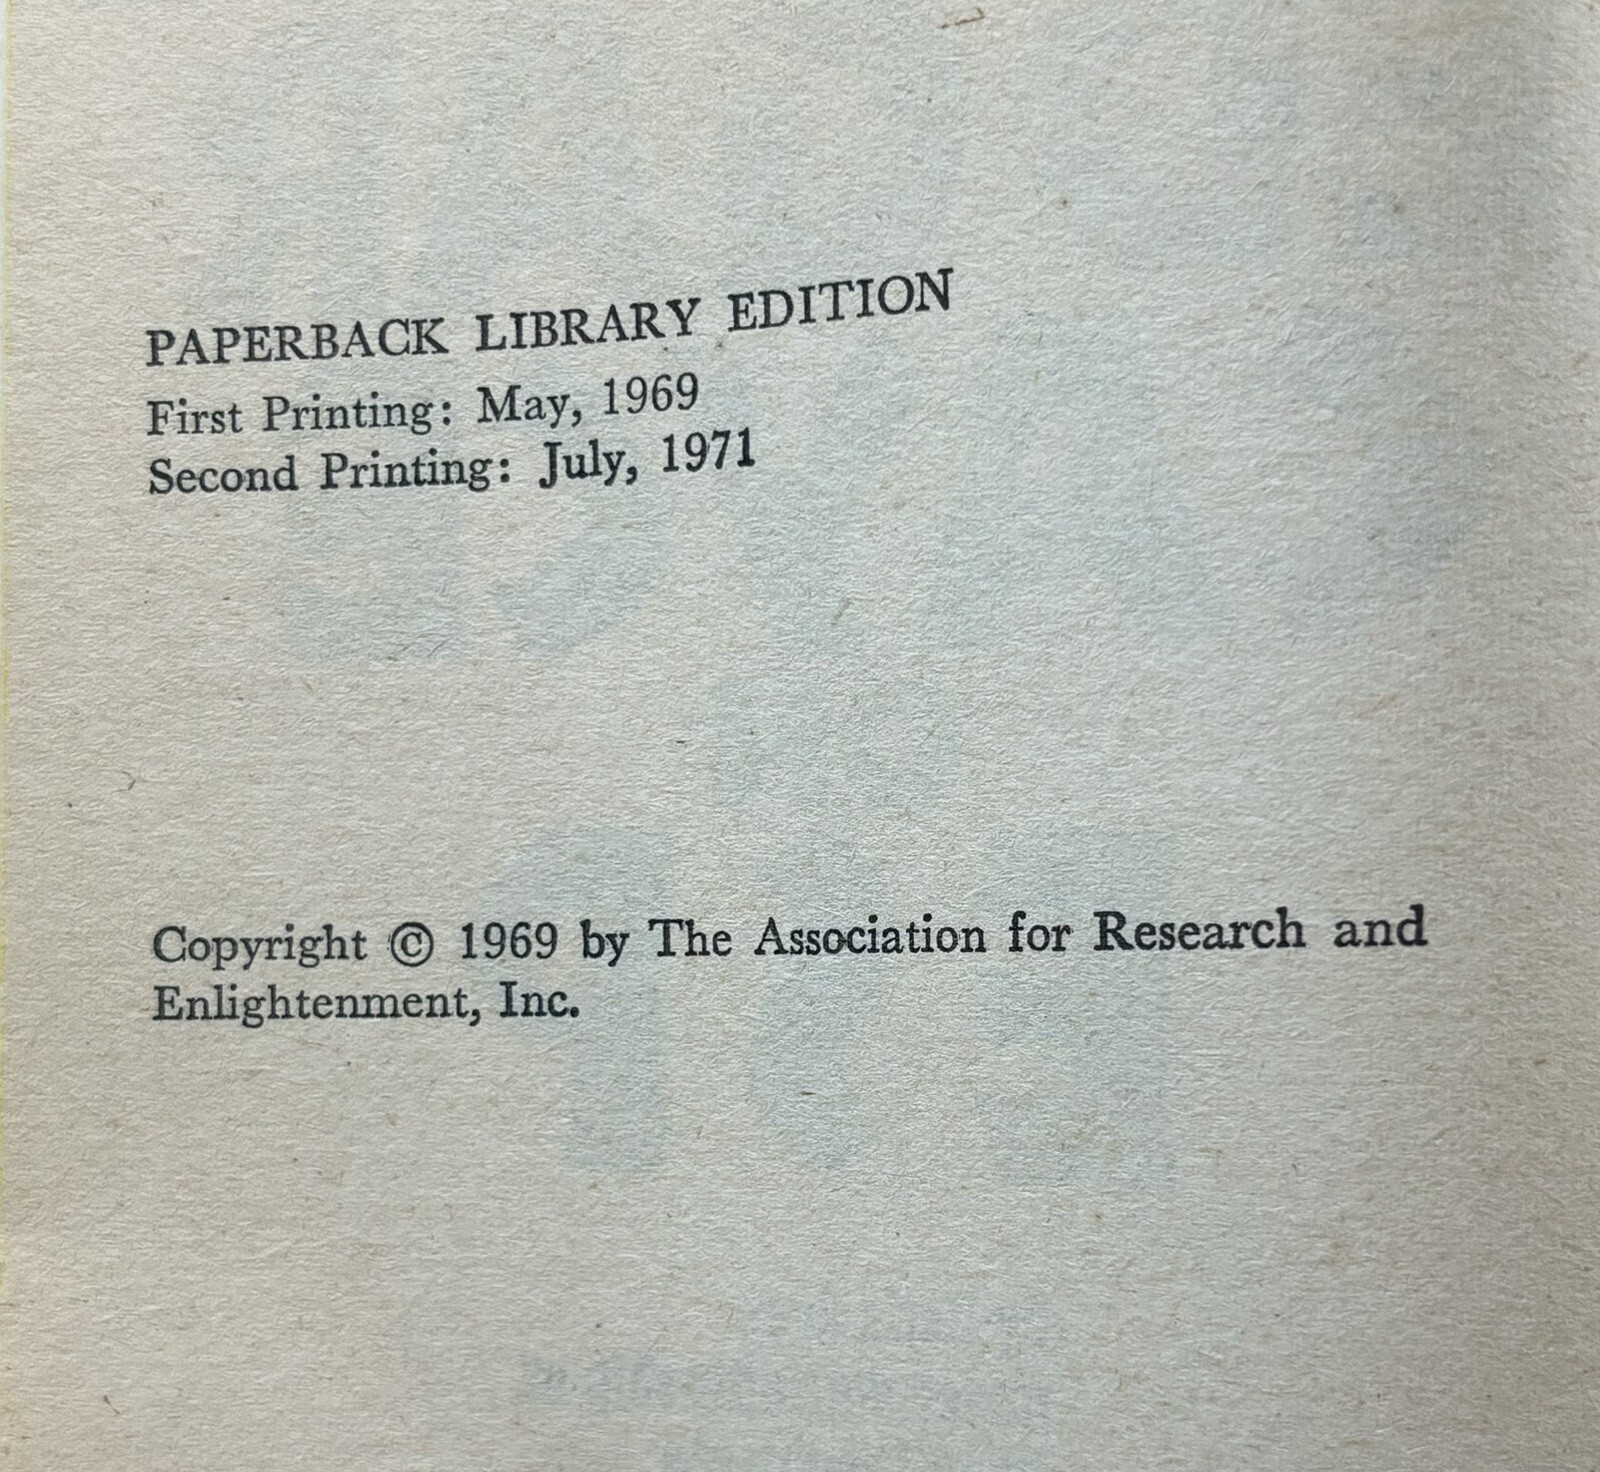 PAPERBACK LIBRARY EDITION
First Printing: May, 1969
Second Printing: July, 1971
Copyright © 1969 by The Association for Research and
Enlightenment, Inc.